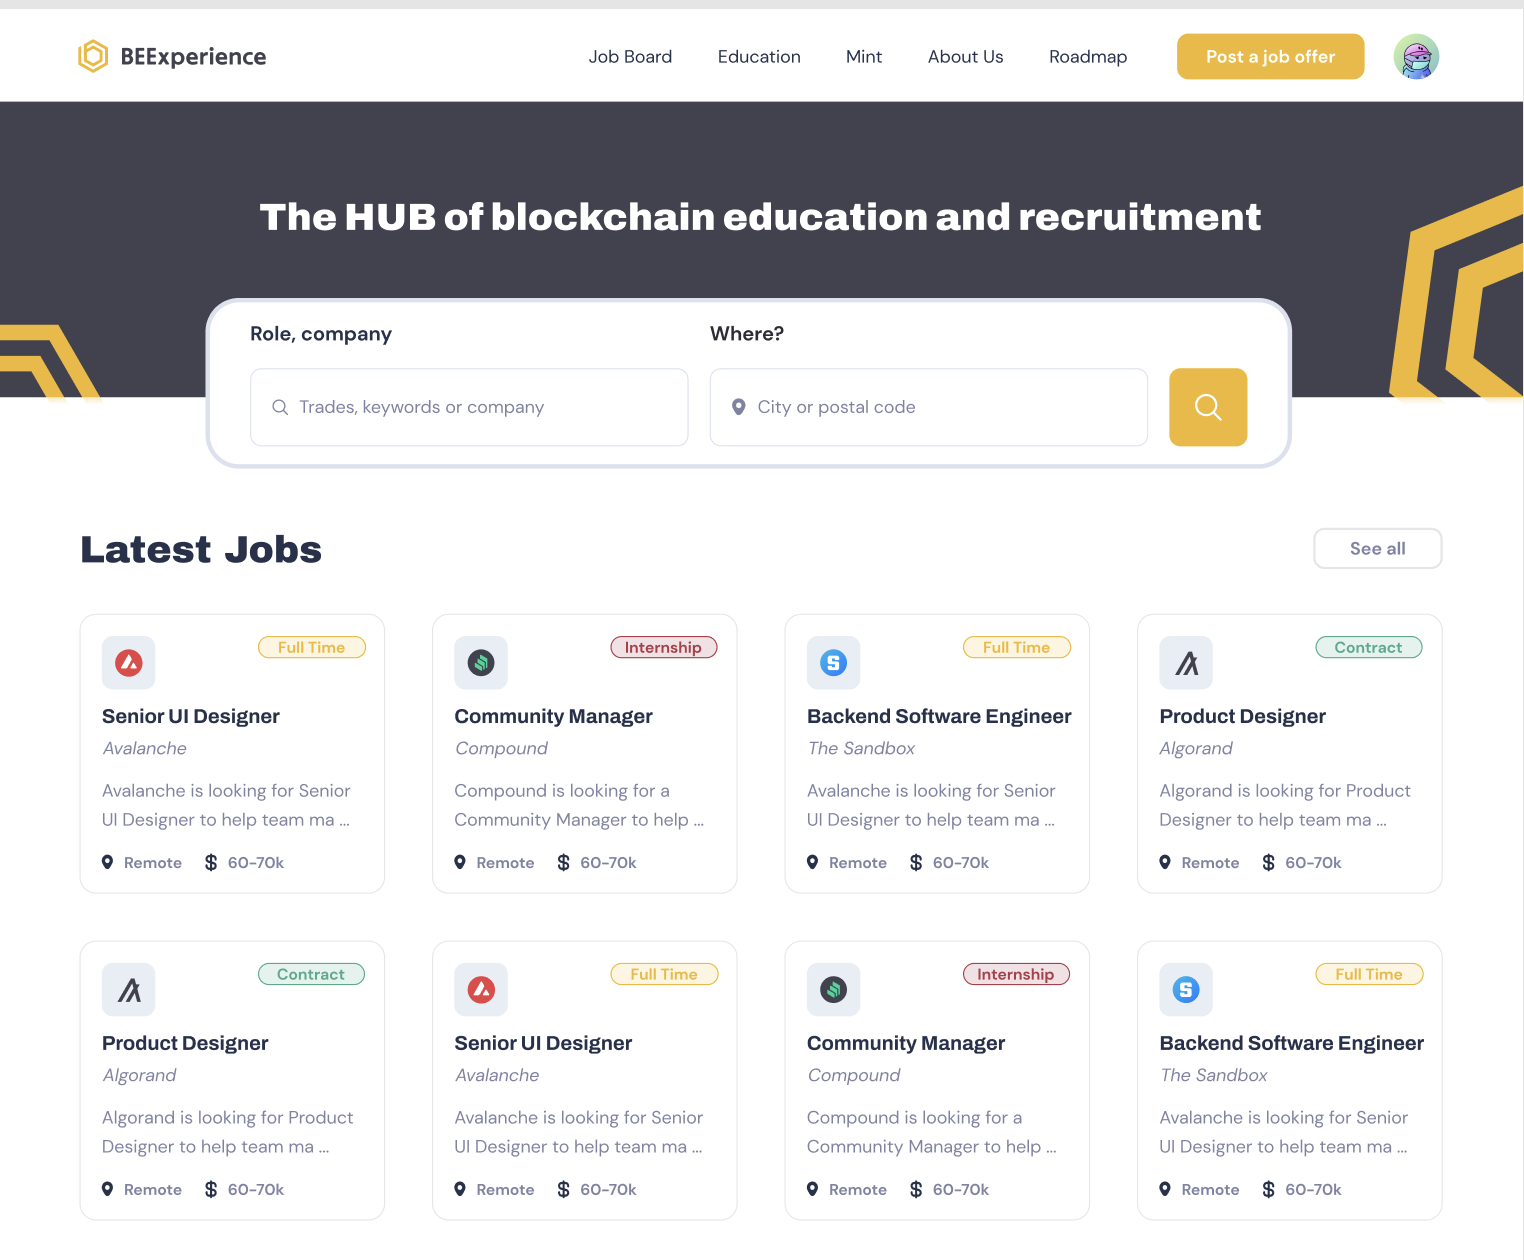 BEExperience
Job Board
Education
Mint
About Us
Roadmap
Post a job offer
The HUB of blockchain education and recruitment
Role, company
Where?
Trades, keywords or company
City or postal code
Latest Jobs
See all
Full Time
Senior UI Designer
Avalanche
Avalanche is looking for Senior
UI Designer to help team ma ...
Remote
$ 60-70k
Internship
Community Manager
Compound
Compound is looking for a
Community Manager to help ...
Remote
$ 60-70k
S
Full Time
Backend Software Engineer
The Sandbox
Avalanche is looking for Senior
UI Designer to help team ma ...
Remote
$ 60-70k
Contract
Product Designer
Algorand
Algorand is looking for Product
Designer to help team ma ...
Remote
$ 60-70k
Contract
Product Designer
Algorand
Algorand is looking for Product
Designer to help team ma ...
Remote
$ 60-70k
Full Time
Senior UI Designer
Avalanche
Avalanche is looking for Senior
UI Designer to help team ma ...
Remote
$ 60-70k
Internship
Community Manager
Compound
Compound is looking for a
Community Manager to help ...
Remote
$ 60-70k
S
Full Time
Backend Software Engineer
The Sandbox
Avalanche is looking for Senior
UI Designer to help team ma ...
Remote
$ 60-70k